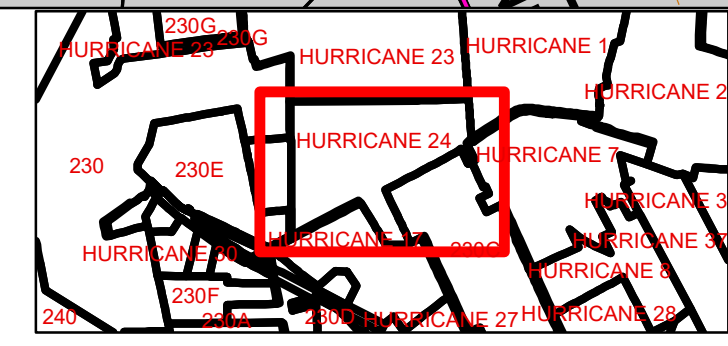 230G
HURRICANE 23
230G
HURRICANE 23
HURRICANE 1
HURRICANE 2
HURRICANE 24
HURRICANE 7
230
230E
HURRICANE 3
HURRICANE 17
230C
HURRICANE 37
HURRICANE 30
HURRICANE 8
230F
240
230A
230D
HURRICANE 27
HURRICANE 28